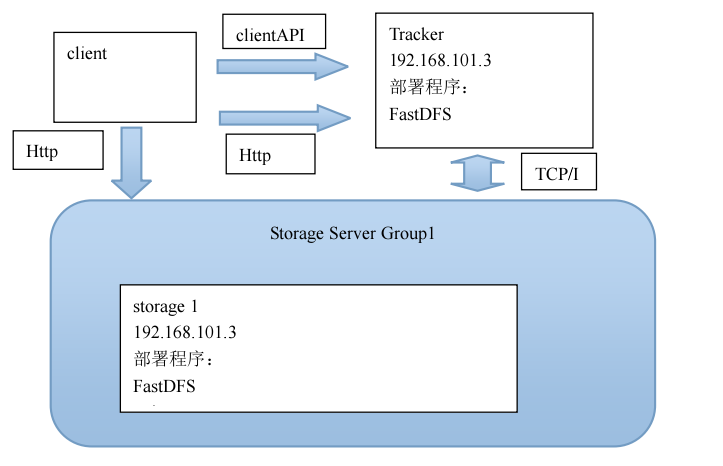 clientAPI
client
Tracker
192.168.101.3
部署程序：
FastDFS
Http
Http
TCP/I
Storage Server Group1
storage 1
192.168.101.3
部署程序：
FastDFS